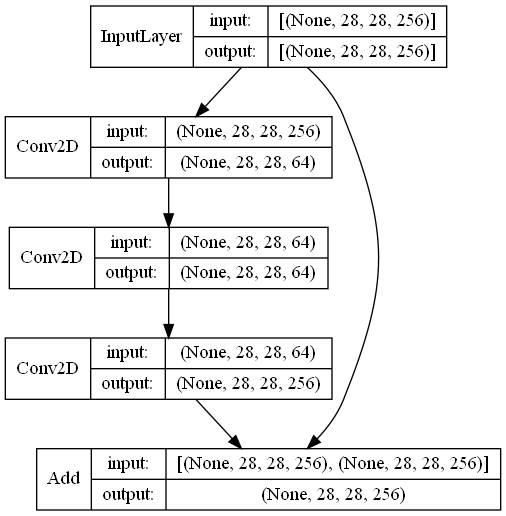 InputLayer
input: [(None, 28, 28, 256)]
output: [(None, 28, 28, 256)]
Conv2D
input: (None, 28, 28, 256)
output: (None, 28, 28, 64)
Conv2D
input: (None, 28, 28, 64)
output: (None, 28, 28, 64)
Conv2D
input: (None, 28, 28, 64)
output: (None, 28, 28, 256)
Add
input: [(None, 28, 28, 256), (None, 28, 28, 256)]
output: (None, 28, 28, 256)